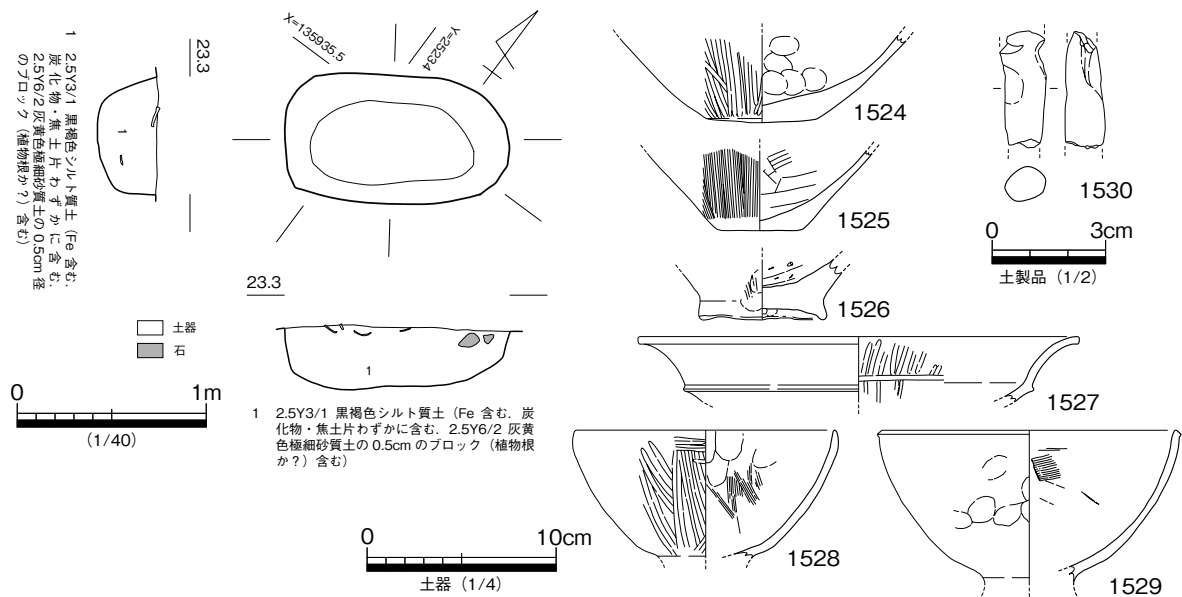 1 2.5Y3/1 黒褐色シルト質土（Fe 含む．
炭化物・焦土片わずかに含む．
2.5Y6/2 灰黄色極細砂質土の 0.5cm 径
のブロック（植物根か？）含む）
23.3
1
X=135935.5
Y=25234
23.3
1
土器
石
0 1m
（1/40）
1 2.5Y3/1 黒褐色シルト質土（Fe 含む．炭
化物・焦土片わずかに含む．2.5Y6/2 灰黄
色極細砂質土の 0.5cm のブロック（植物根
か？）含む）
0 10cm
土器（1/4）
1524
1525
1526
1527
1528
1529
1530
0 3cm
土製品（1/2）